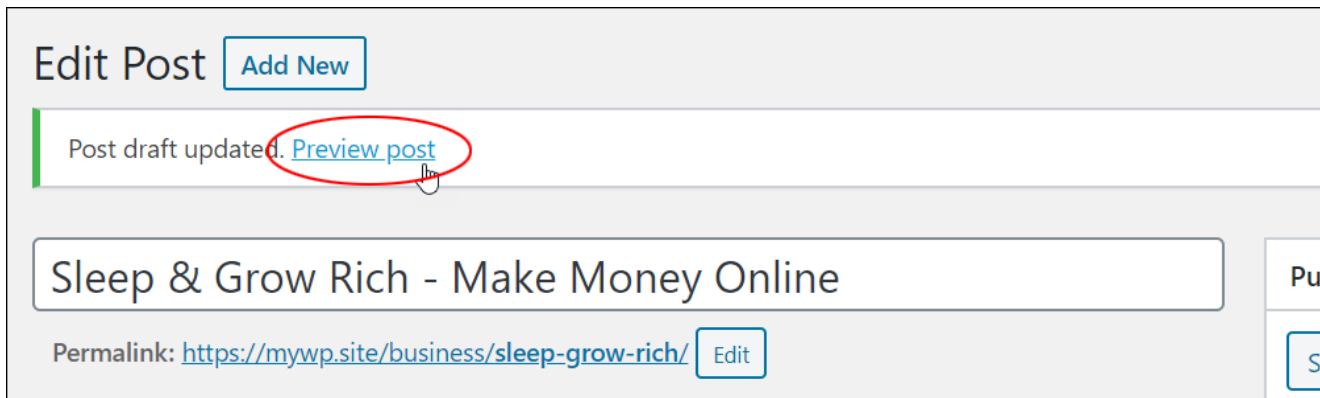 Edit Post Add New
Post draft updated. Preview post
Sleep & Grow Rich - Make Money Online
Permalink: https://mywp.site/business/sleep-grow-rich/ Edit